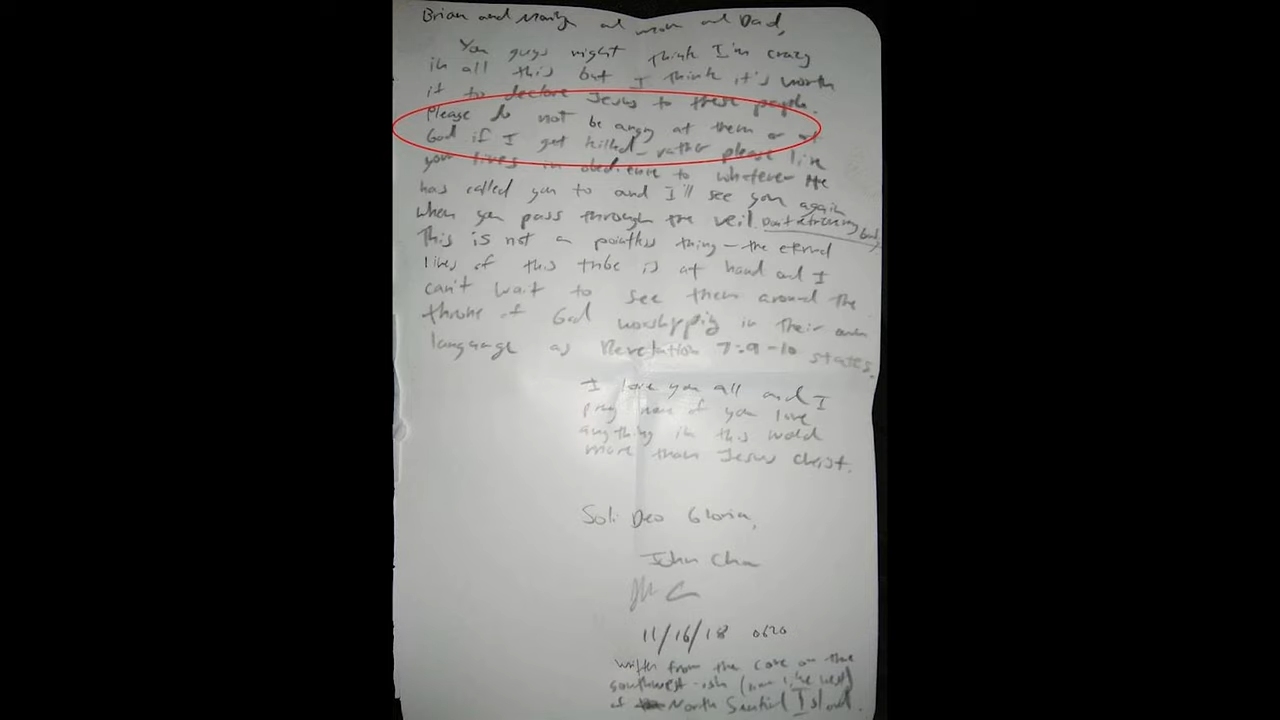 Brian and Marilyn and mom and Dad,
You guys might think I'm crazy
in all this but I think it's worth
it to declare Jesus to these people.
Please do not be angry at them or at
God if I get killed - rather please live
your lives in obedience to whatever He
has called you to and I'll see you again
when you pass through the veil.
This is not a pointless thing - the eternal
lives of this tribe is at hand and I
can't wait to see them around the
throne of God worshipping in their own
language as Revelation 7:9-10 states.
I love you all and I
pray none of you love
anything in this world
more than Jesus Christ.
Soli Deo Gloria,
John Chau
JC
11/16/18 0620
written from the cove on the
southwest-ish (more like west)
of North Sentinel Island.